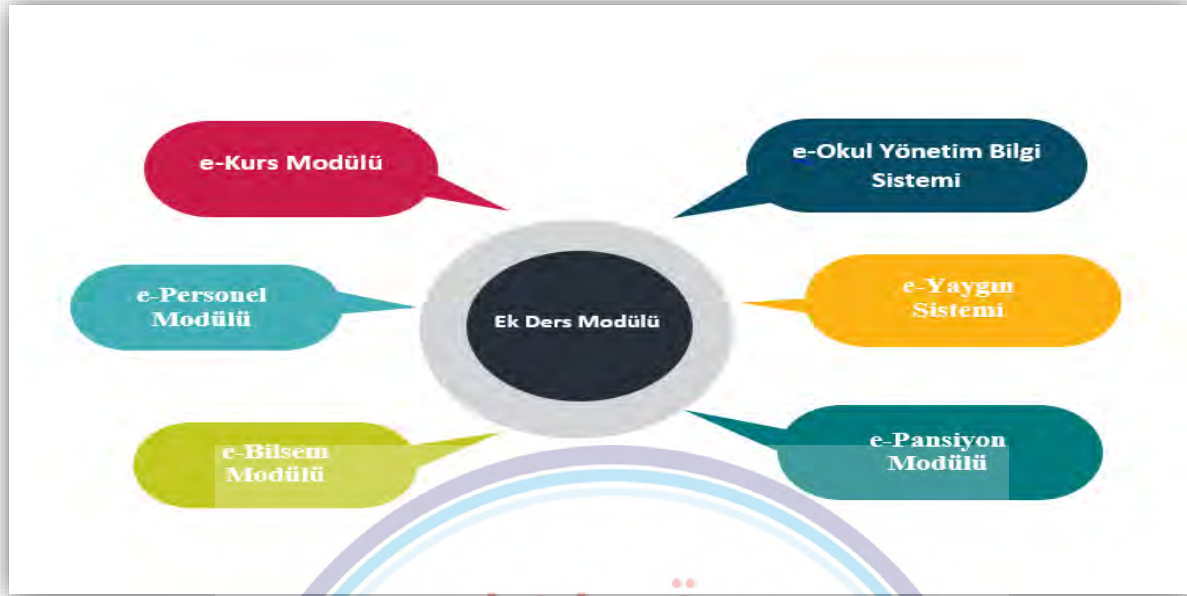 e-Kurs Modülü
e-Okul Yönetim Bilgi
Sistemi
e-Personel
Modülü
Ek Ders Modülü
e-Yaygın
Sistemi
e-Bilsem
Modülü
e-Pansiyon
Modülü